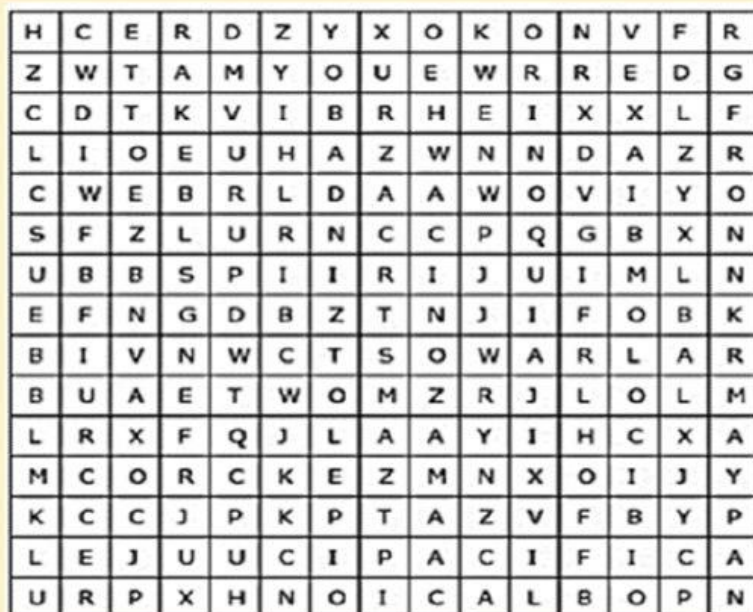 H C E R D Z Y X O K O N V F R
Z W T A M Y O U E W R R E D G
C D T K V I B R H E I X X L F
L I O E U H A Z W N N D A Z R
C W E B R L D A A W O V I Y O
S F Z L U R N C C P Q G B X N
U B B S P I I R I J U I M L N
E F N G D B Z T N J I F O B K
B I V N W C T S O W A R L A R
B U A E T W O M Z R J L O L M
L R X F Q J L A A Y I H C X A
M C O R C K E Z M N X O I J Y
K C C J P K P T A Z V F B Y P
L E J U U C I P A C I F I C A
U R P X H N O I C A L B O P N